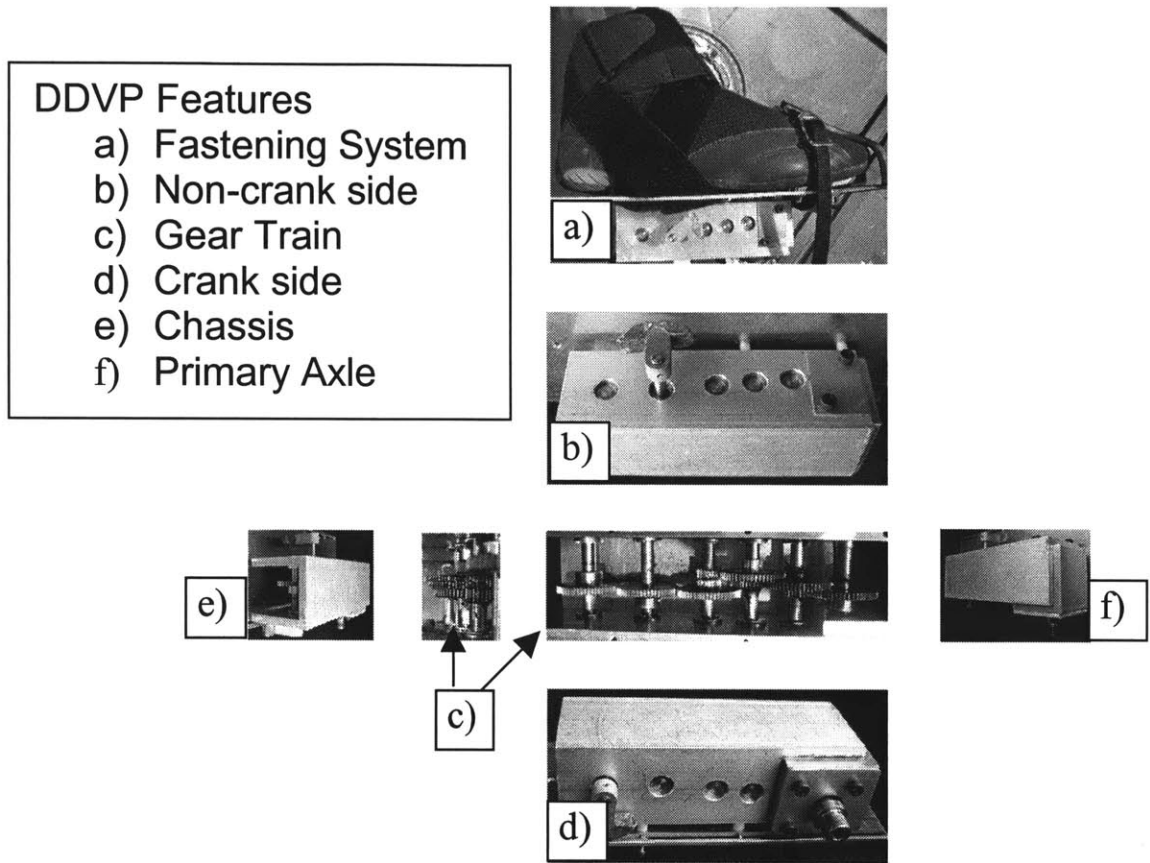 DDVP Features
a) Fastening System
b) Non-crank side
c) Gear Train
d) Crank side
e) Chassis
f) Primary Axle
a)
b)
e)
f)
c)
d)